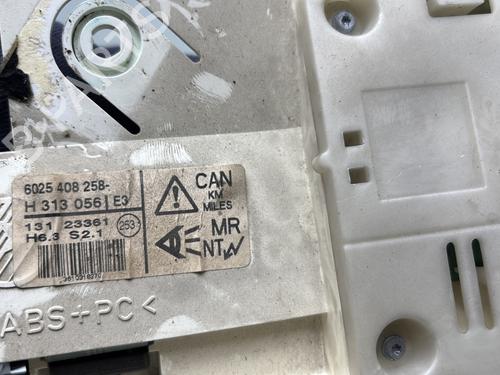 6025 408 258-
H 313 056 E3
131 23361 253
H6.3 S2.1
CAN
KM
MILES
MR
NT
ABS+PC<